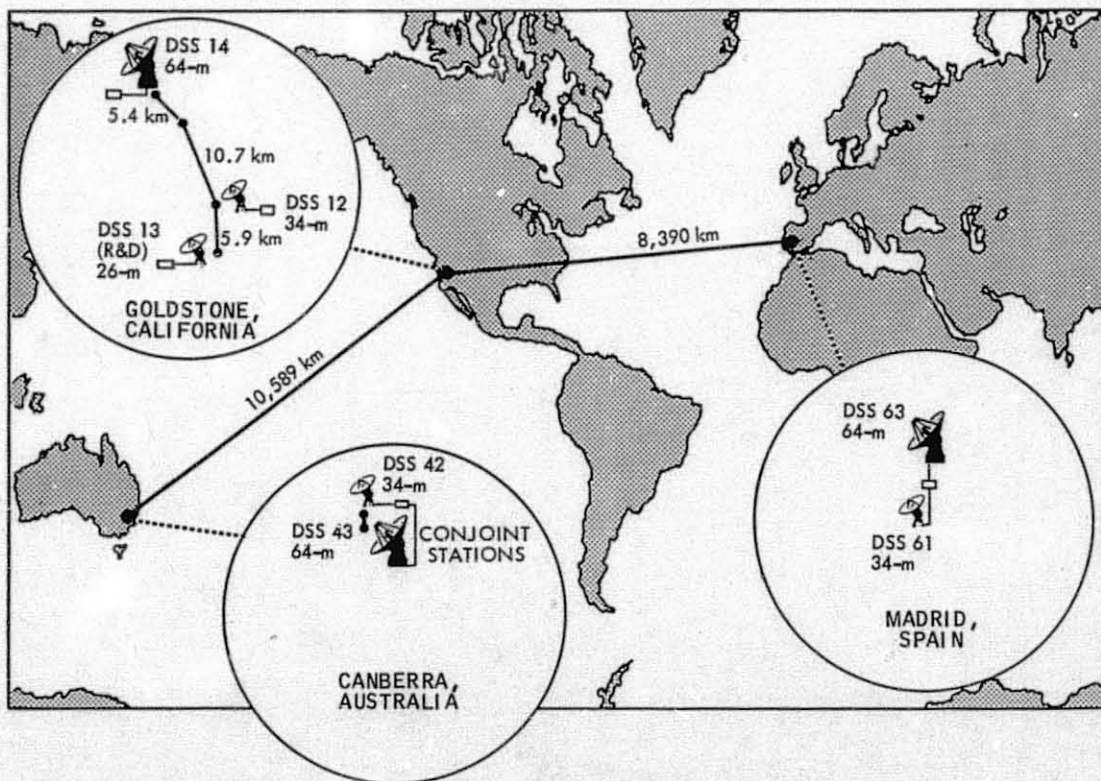 DSS 14
64-m
5.4 km
10.7 km
DSS 12
34-m
DSS 13
(R&D)
26-m
5.9 km
GOLDSTONE,
CALIFORNIA
8,390 km
10,589 km
DSS 42
34-m
DSS 43
64-m
CONJOINT
STATIONS
CANBERRA,
AUSTRALIA
DSS 63
64-m
DSS 61
34-m
MADRID,
SPAIN